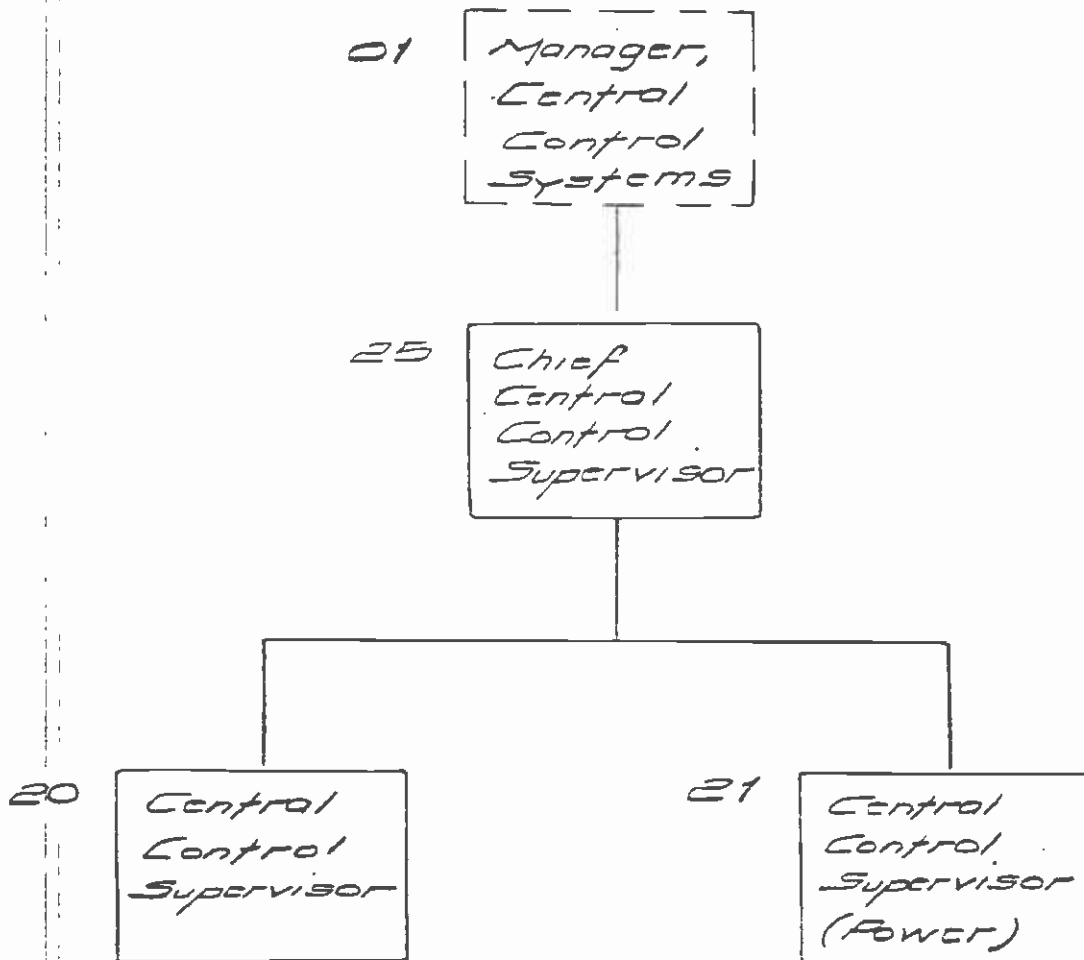 01
Manager,
Central
Control
Systems
25
Chief
Central
Control
Supervisor
20
Central
Control
Supervisor
21
Central
Control
Supervisor
(Power)